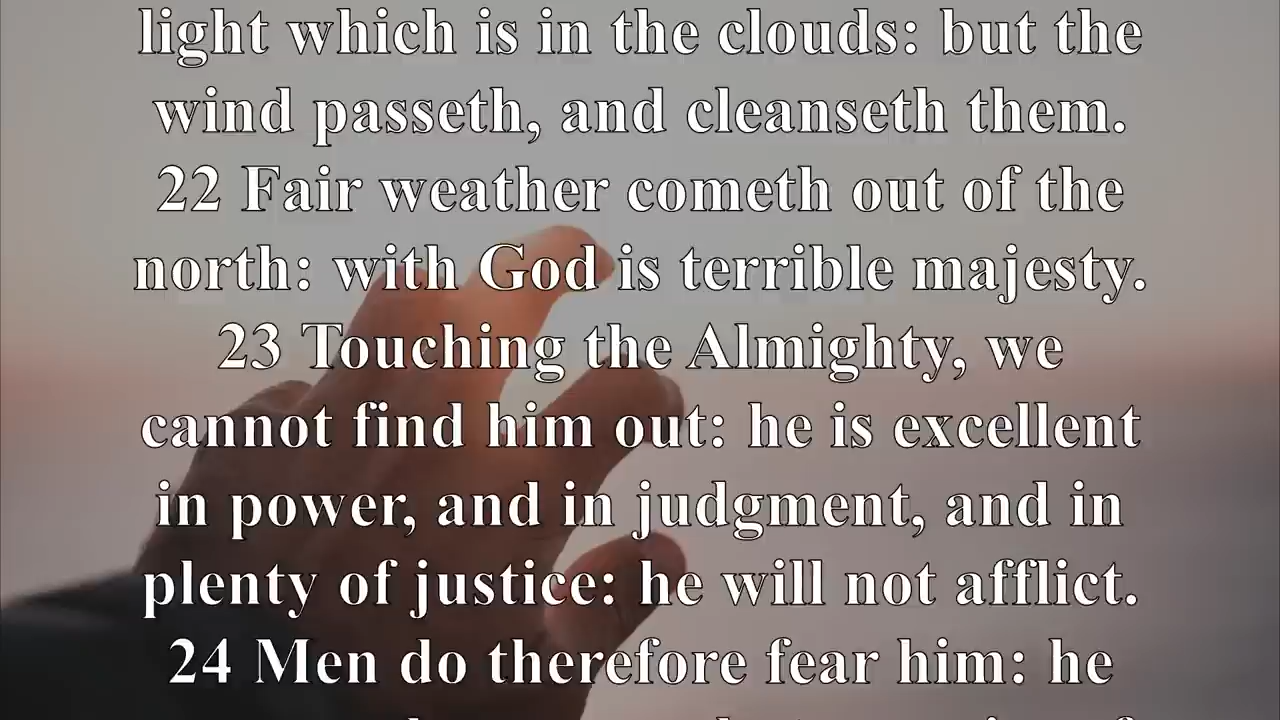 light which is in the clouds: but the
wind passeth, and cleanseth them.
22 Fair weather cometh out of the
north: with God is terrible majesty.
23 Touching the Almighty, we
cannot find him out: he is excellent
in power, and in judgment, and in
plenty of justice: he will not afflict.
24 Men do therefore fear him: he